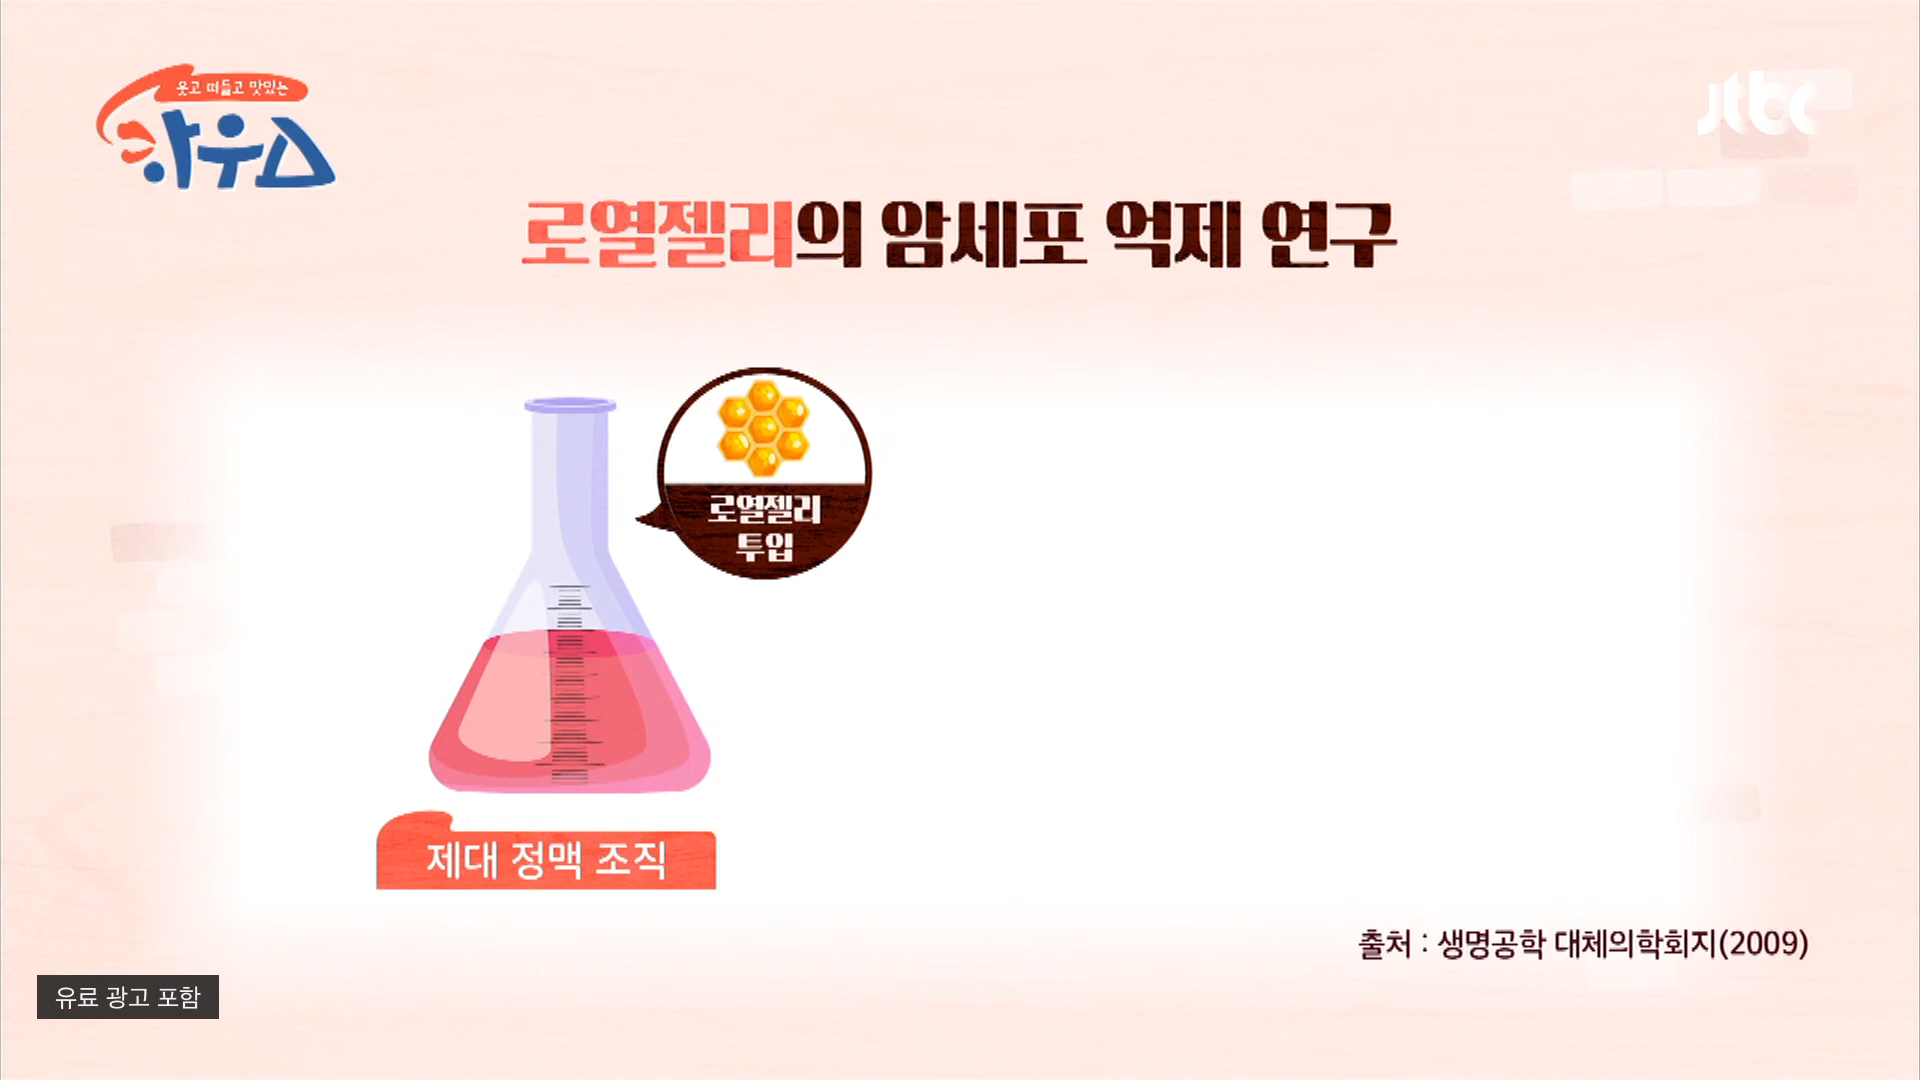 웃고 떠들고 맛있는
하우스
jtbc
로열젤리의 암세포 억제 연구
로열젤리
투입
제대 정맥 조직
출처 : 생명공학 대체의학회지(2009)
유료 광고 포함